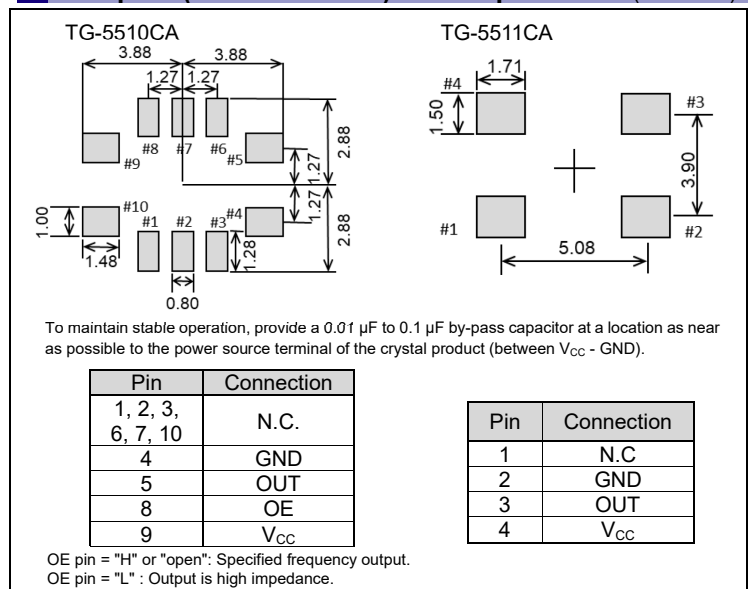 TG-5510CA
3.88 3.88
1.27 1.27
#8 #7 #6
#9 #5
1.27
2.88
#10 #4
#1 #2 #3
1.00
1.48
1.27
1.28
2.88
0.80
TG-5511CA
1.71
#4
#3
1.50
3.90
#1
#2
5.08
To maintain stable operation, provide a 0.01 µF to 0.1 µF by-pass capacitor at a location as near
as possible to the power source terminal of the crystal product (between VCC - GND).
Pin Connection
1, 2, 3,
6, 7, 10 N.C.
4 GND
5 OUT
8 OE
9 VCC
Pin Connection
1 N.C
2 GND
3 OUT
4 VCC
OE pin = "H" or "open": Specified frequency output.
OE pin = "L" : Output is high impedance.